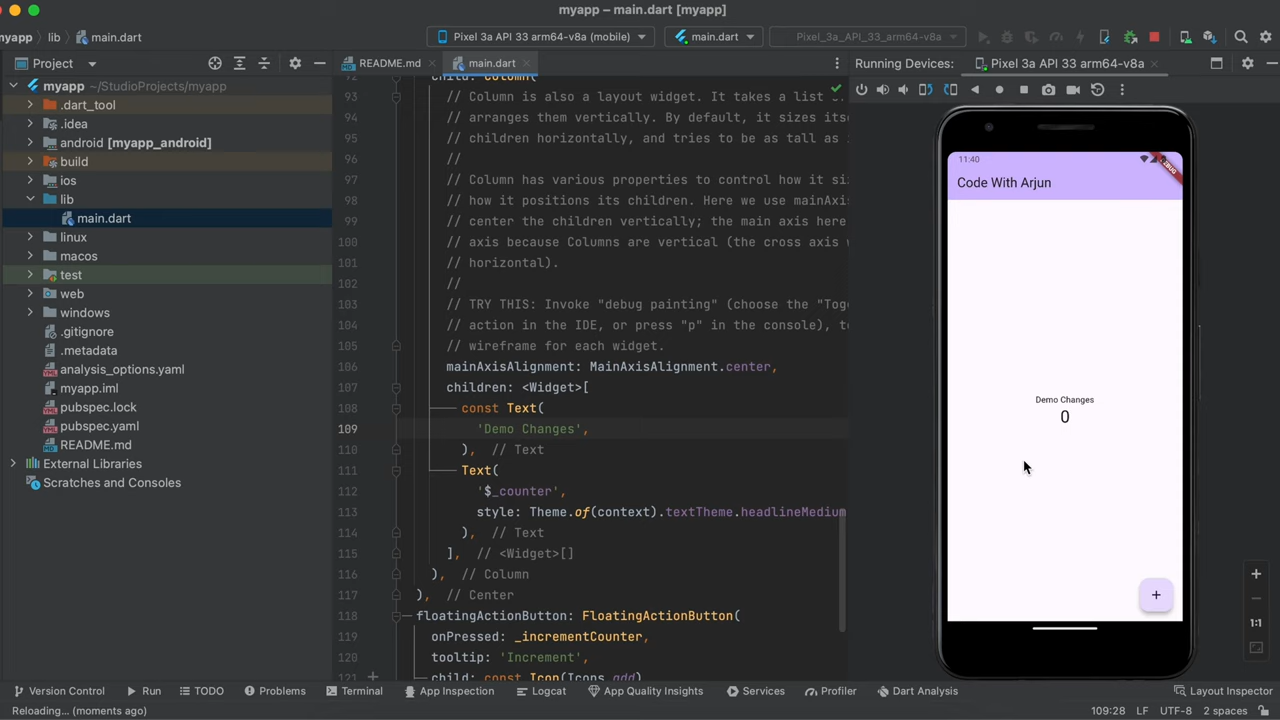 myapp – main.dart [myapp]
myapp
lib
main.dart
Pixel 3a API 33 arm64-v8a (mobile)
main.dart
Pixel_3a_API_33_arm64-v8a
Project
README.md
main.dart
Running Devices:
Pixel 3a API 33 arm64-v8a
myapp ~/StudioProjects/myapp
.dart_tool
.idea
android [myapp_android]
build
ios
lib
main.dart
linux
macos
test
web
windows
.gitignore
.metadata
analysis_options.yaml
myapp.iml
pubspec.lock
pubspec.yaml
README.md
External Libraries
Scratches and Consoles
92 child: Column(
93 // Column is also a layout widget. It takes a list
94 // arranges them vertically. By default, it sizes
95 // children horizontally, and tries to be as tall as
96 //
97 // Column has various properties to control how it
98 // how it positions its children. Here we use
99 // center the children vertically; the main axis here
100 // axis because Columns are vertical (the cross axis
101 // horizontal).
102 //
103 // TRY THIS: Invoke "debug painting" (choose the
104 // action in the IDE, or press "p" in the console),
105 // wireframe for each widget.
106 mainAxisAlignment: MainAxisAlignment.center,
107 children: <Widget>[
108 const Text(
109 'Demo Changes',
110 ), // Text
111 Text(
112 '$_counter',
113 style: Theme.of(context).textTheme.headlineMedium
114 ), // Text
115 ], // <Widget>[]
116 ), // Column
117 ), // Center
118 floatingActionButton: FloatingActionButton(
119 onPressed: _incrementCounter,
120 tooltip: 'Increment',
121 child: const Icon(Icons.add)
11:40
DEBUG
Code With Arjun
Demo Changes
0
+
1:1
Version Control
Run
TODO
Problems
Terminal
App Inspection
Logcat
App Quality Insights
Services
Profiler
Dart Analysis
Layout Inspector
Reloading… (moments ago)
109:28 LF UTF-8 2 spaces